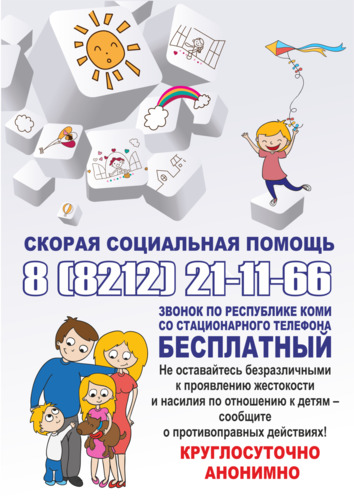 СКОРАЯ СОЦИАЛЬНАЯ ПОМОЩЬ
8 (8212) 21-11-66
ЗВОНОК ПО РЕСПУБЛИКЕ КОМИ
СО СТАЦИОНАРНОГО ТЕЛЕФОНА
БЕСПЛАТНЫЙ
Не оставайтесь безразличными
к проявлению жестокости
и насилия по отношению к детям –
сообщите
о противоправных действиях!
КРУГЛОСУТОЧНО
АНОНИМНО